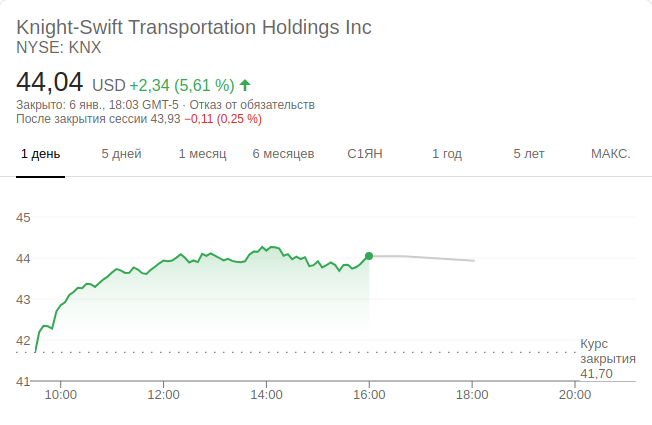 Knight-Swift Transportation Holdings Inc
NYSE: KNX
44,04 USD +2,34 (5,61 %)
Закрыто: 6 янв., 18:03 GMT-5 · Отказ от обязательств
После закрытия сессии 43,93 −0,11 (0,25 %)
1 день 5 дней 1 месяц 6 месяцев С1ЯН 1 год 5 лет МАКС.
45
44
43
42
Курс
закрытия
41,70
41
10:00 12:00 14:00 16:00 18:00 20:00